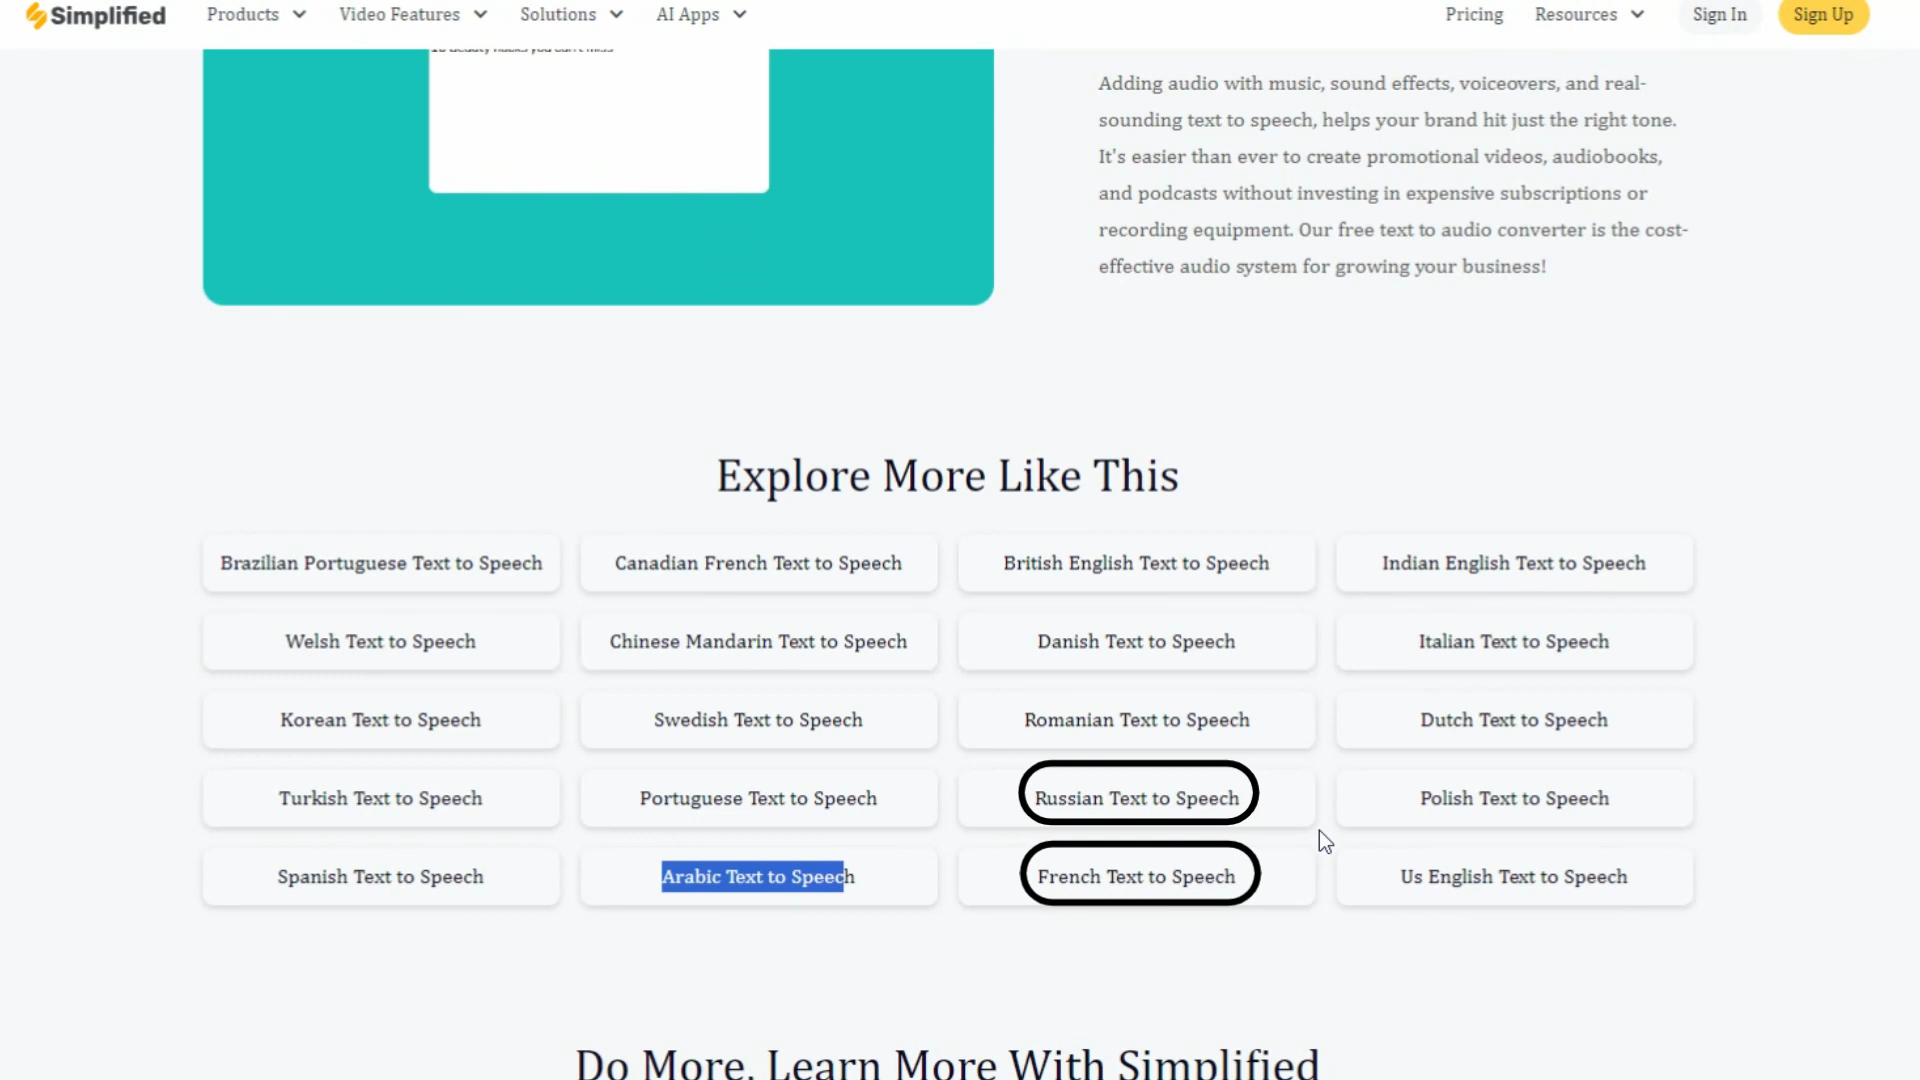 Simplified Products Video Features Solutions AI Apps Pricing Resources Sign In Sign Up
10 beauty hacks you can't miss
Adding audio with music, sound effects, voiceovers, and real-
sounding text to speech, helps your brand hit just the right tone.
It's easier than ever to create promotional videos, audiobooks,
and podcasts without investing in expensive subscriptions or
recording equipment. Our free text to audio converter is the cost-
effective audio system for growing your business!
Explore More Like This
Brazilian Portuguese Text to Speech Canadian French Text to Speech British English Text to Speech Indian English Text to Speech
Welsh Text to Speech Chinese Mandarin Text to Speech Danish Text to Speech Italian Text to Speech
Korean Text to Speech Swedish Text to Speech Romanian Text to Speech Dutch Text to Speech
Turkish Text to Speech Portuguese Text to Speech Russian Text to Speech Polish Text to Speech
Spanish Text to Speech Arabic Text to Speech French Text to Speech Us English Text to Speech
Do More. Learn More With Simplified